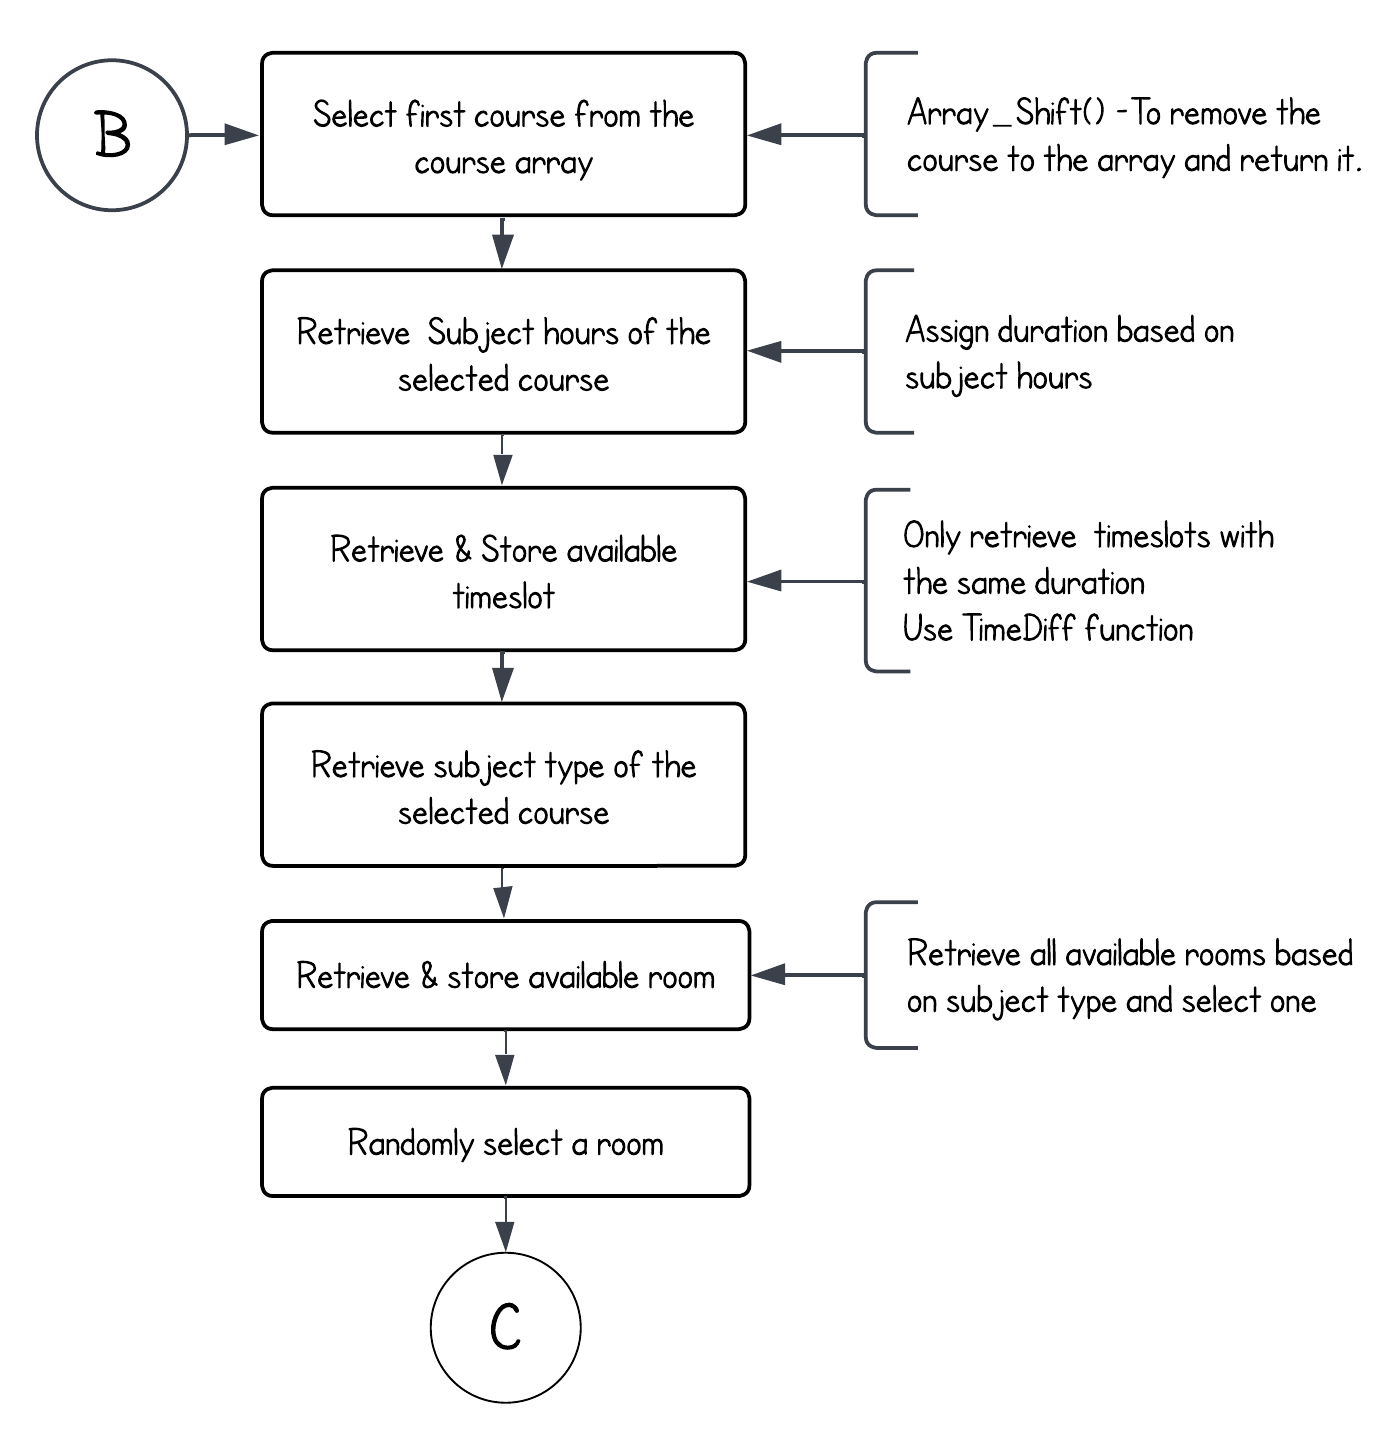 B
Select first course from the
course array
Array_Shift() -To remove the
course to the array and return it.
Retrieve  Subject hours of the
selected course
Assign duration based on
subject hours
Retrieve & Store available
timeslot
Only retrieve  timeslots with
the same duration
Use TimeDiff function
Retrieve subject type of the
selected course
Retrieve & store available room
Retrieve all available rooms based
on subject type and select one
Randomly select a room
C